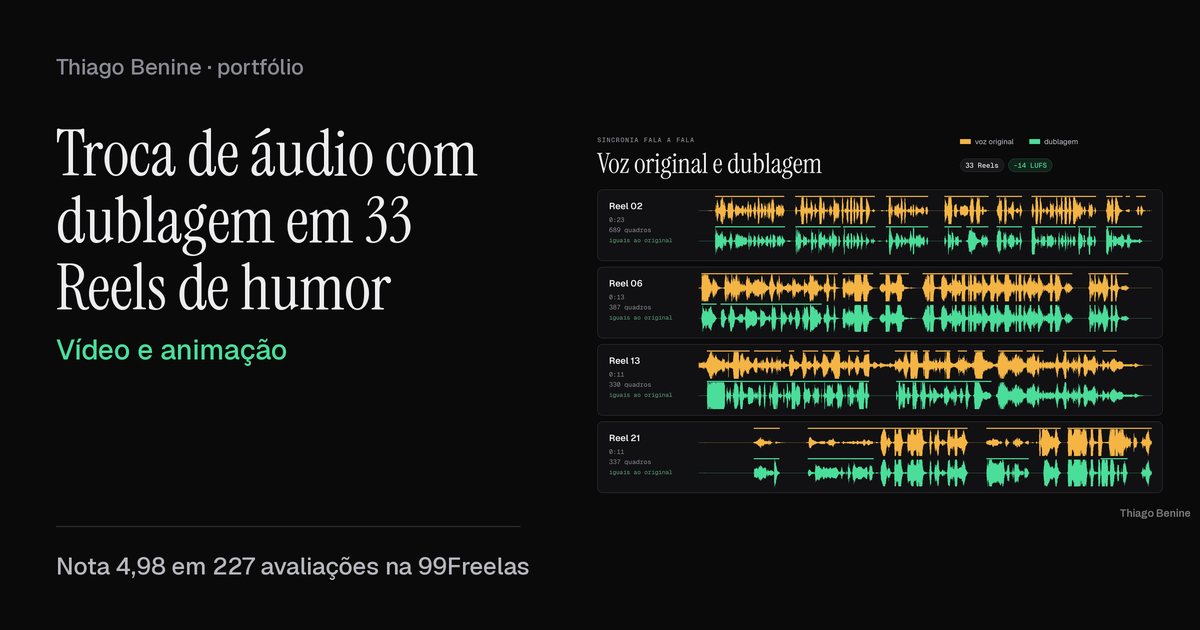 Thiago Benine · portfólio
Troca de áudio com
dublagem em 33
Reels de humor
Vídeo e animação
Nota 4,98 em 227 avaliações na 99Freelas
SINCRONIA FALA A FALA
Voz original e dublagem
voz original
dublagem
33 Reels
-14 LUFS
Reel 02
0:23
689 quadros
iguais ao original
Reel 06
0:13
387 quadros
iguais ao original
Reel 13
0:11
330 quadros
iguais ao original
Reel 21
0:11
337 quadros
iguais ao original
Thiago Benine